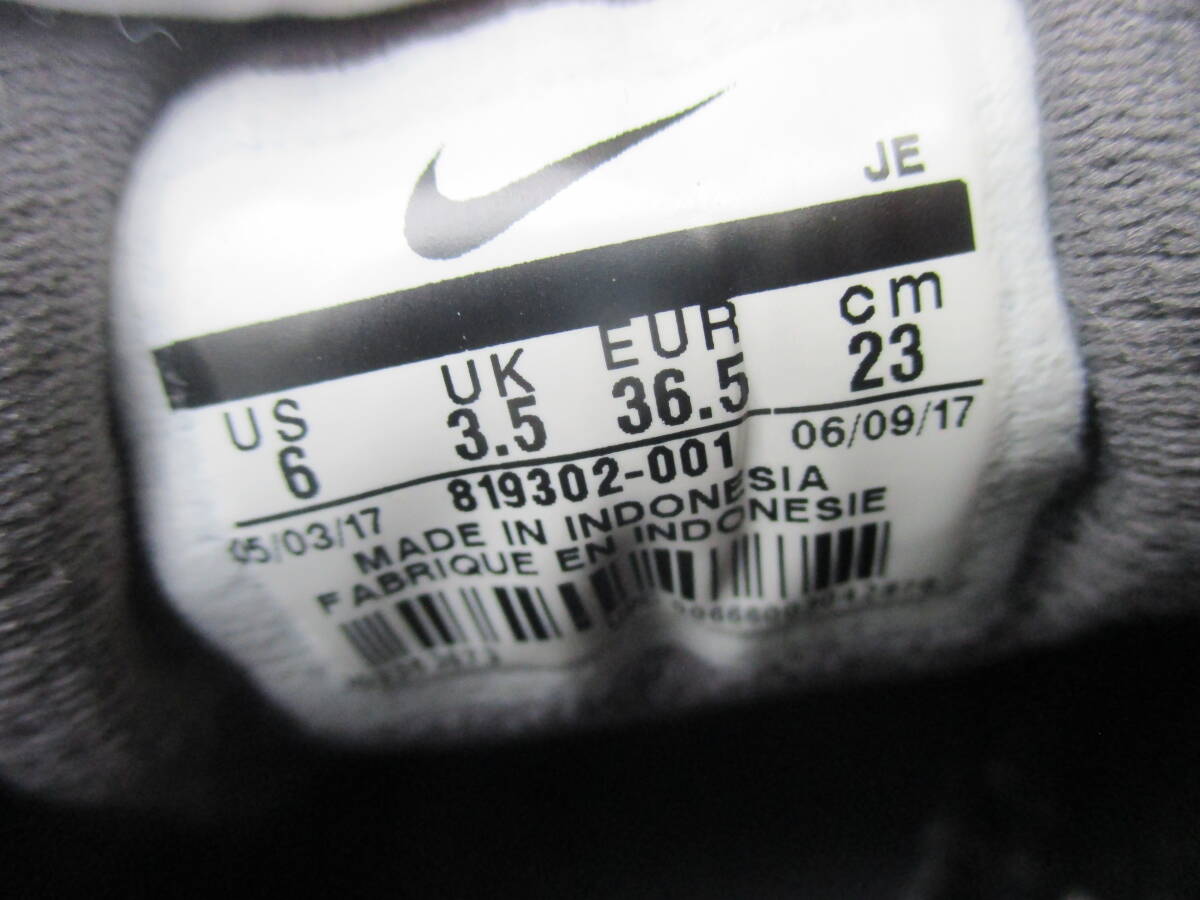 JE
US UK EUR cm
6 3.5 36.5 23
05/03/17 819302-001 06/09/17
MADE IN INDONESIA
FABRIQUE EN INDONESIE